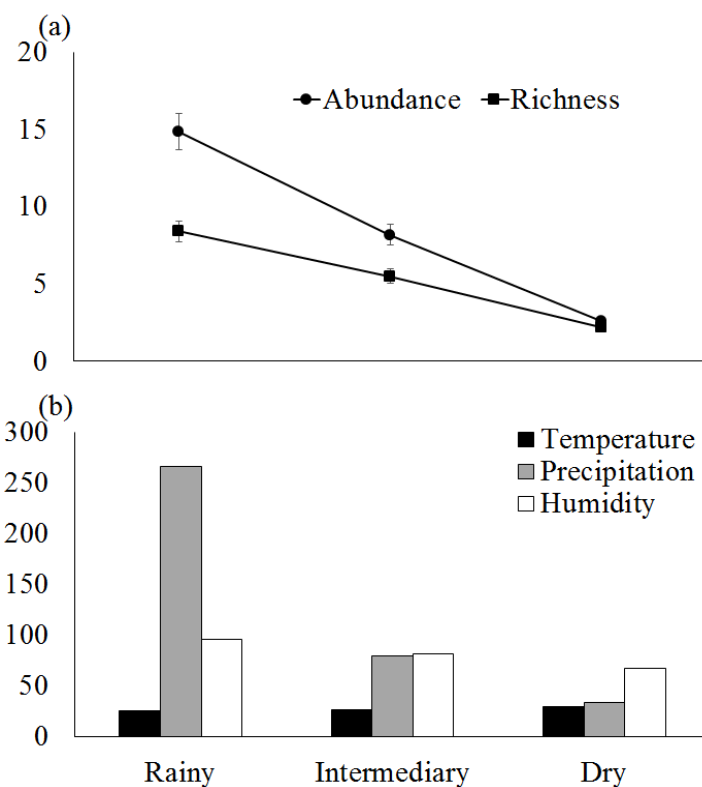 (a)
20
15
10
5
0
Abundance Richness
(b)
300
250
200
150
100
50
0
Temperature
Precipitation
Humidity
Rainy Intermediary Dry